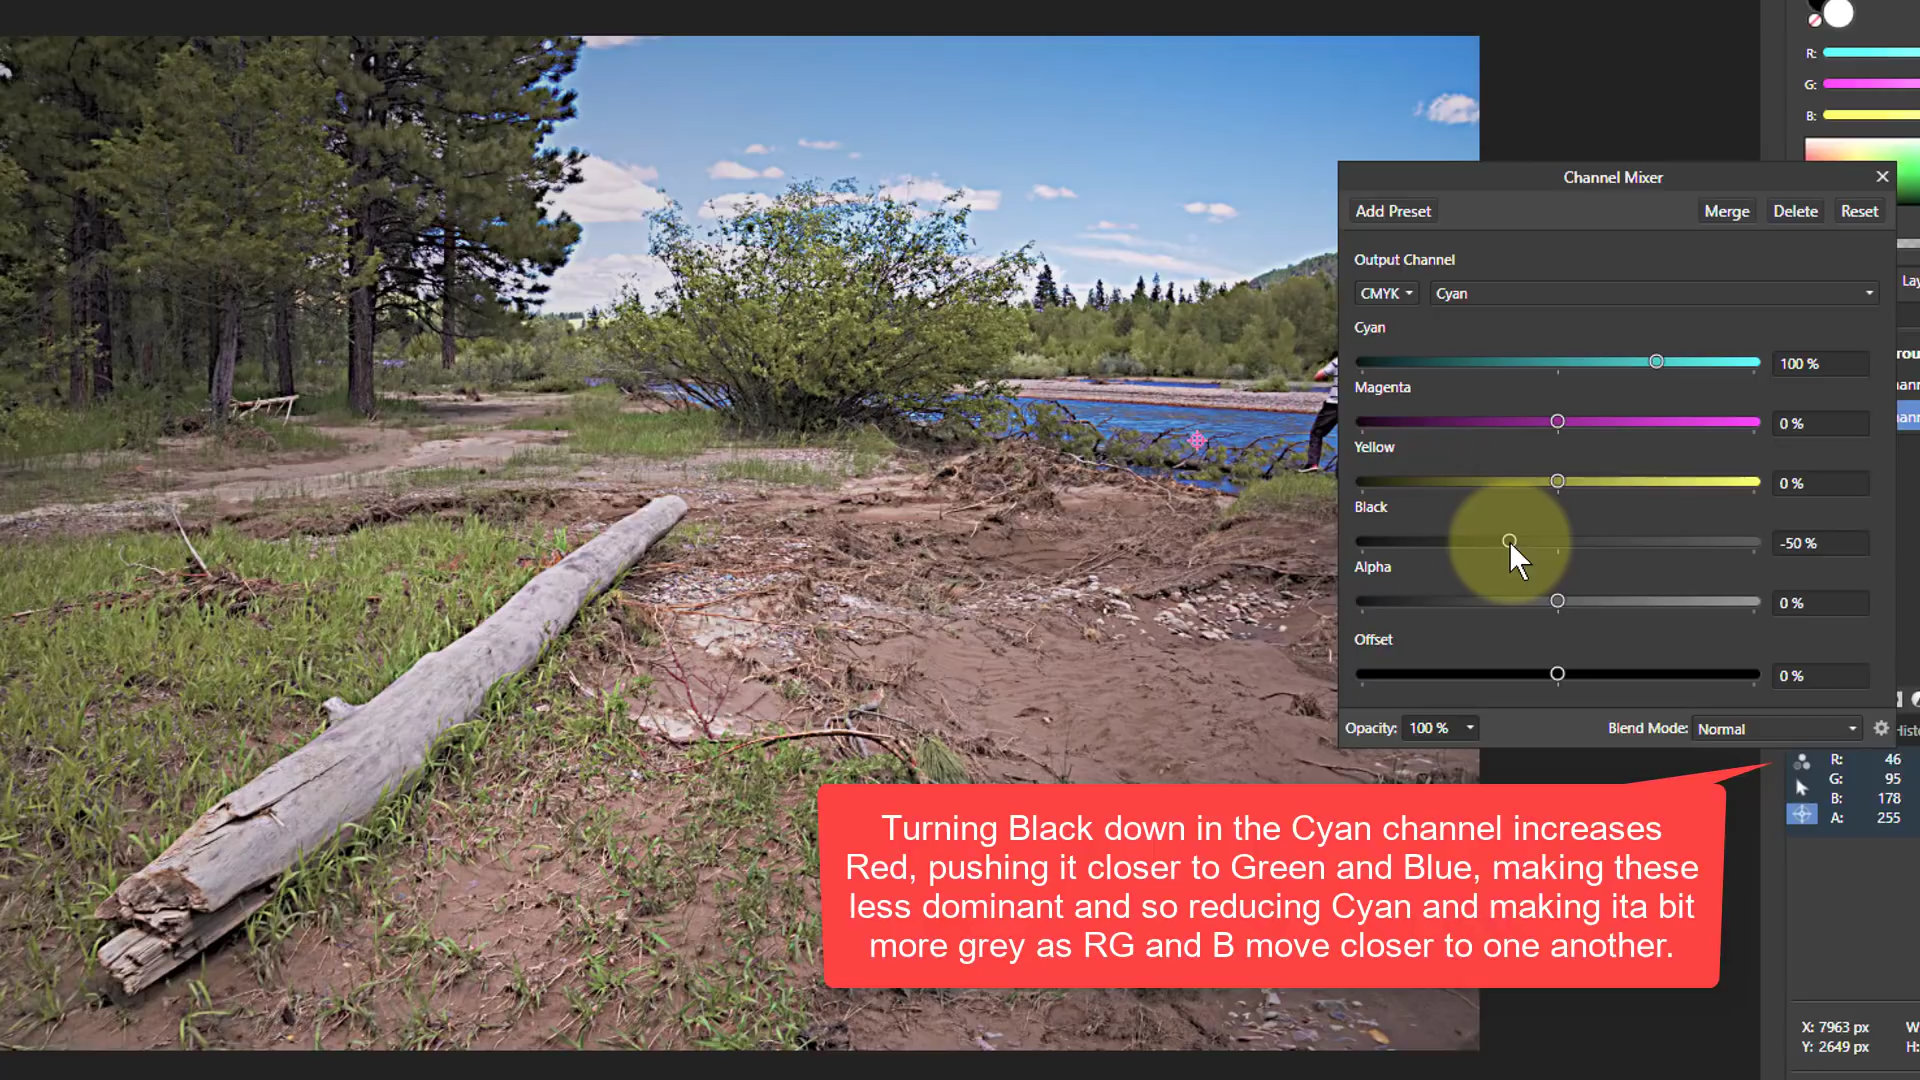 R:
G:
B:
Channel Mixer
Add Preset
Merge
Delete
Reset
Output Channel
CMYK
Cyan
Cyan
100 %
Magenta
0 %
Yellow
0 %
Black
-50 %
Alpha
0 %
Offset
0 %
Opacity:
100 %
Blend Mode:
Normal
R: 46
G: 95
B: 178
A: 255
Turning Black down in the Cyan channel increases
Red, pushing it closer to Green and Blue, making these
less dominant and so reducing Cyan and making ita bit
more grey as RG and B move closer to one another.
X: 7963 px
Y: 2649 px
W
H: